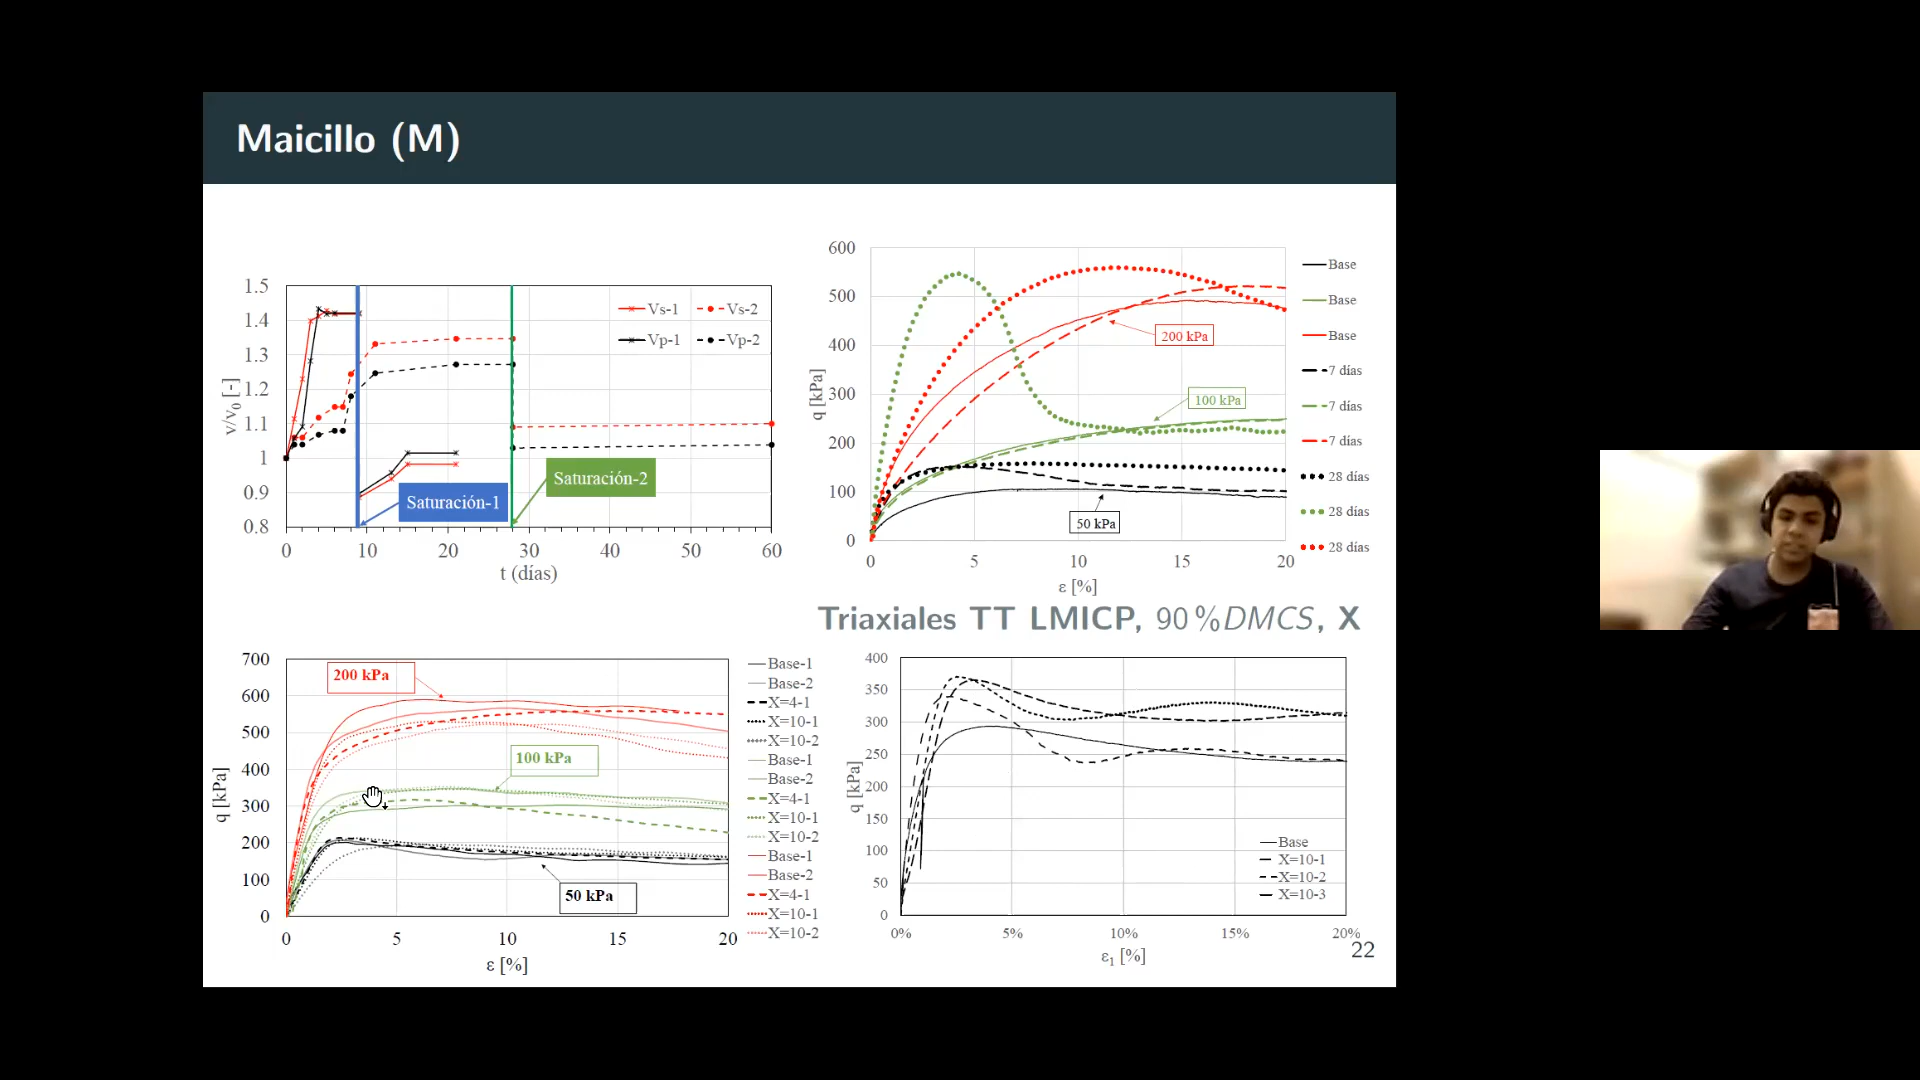 Maicillo (M)
1.5
1.4
1.3
1.2
1.1
1
0.9
0.8
v/v0 [-]
Vs-1
Vs-2
Vp-1
Vp-2
Saturación-1
Saturación-2
0 10 20 30 40 50 60
t (días)
600
500
400
300
200
100
0
q [kPa]
200 kPa
100 kPa
50 kPa
0 5 10 15 20
ε [%]
Base
Base
Base
7 días
7 días
7 días
28 días
28 días
28 días
Triaxiales TT LMICP, 90 %DMCS, X
700
600
500
400
300
200
100
0
q [kPa]
200 kPa
100 kPa
50 kPa
0 5 10 15 20
ε [%]
Base-1
Base-2
X=4-1
X=10-1
X=10-2
Base-1
Base-2
X=4-1
X=10-1
X=10-2
Base-1
Base-2
X=4-1
X=10-1
X=10-2
400
350
300
250
200
150
100
50
0
q [kPa]
Base
X=10-1
X=10-2
X=10-3
0% 5% 10% 15% 20%
ε1 [%]
22